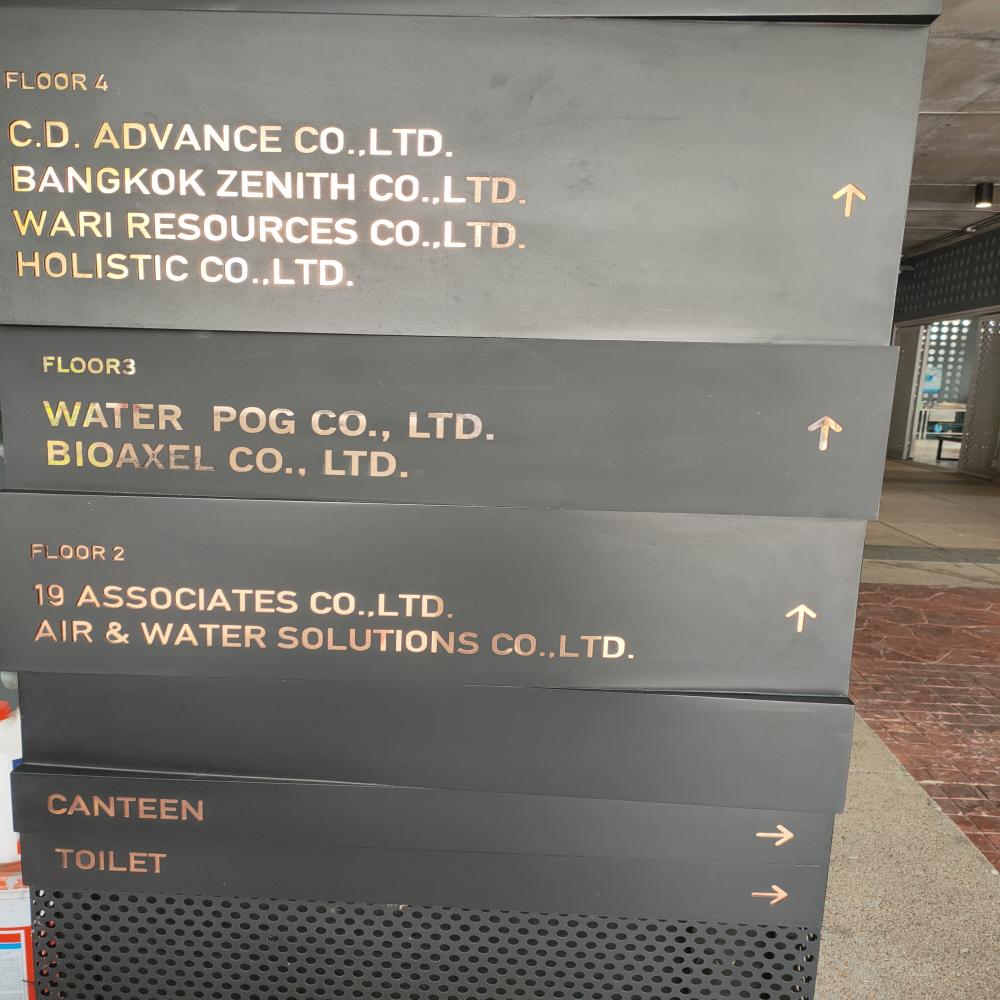 FLOOR 4
C.D. ADVANCE CO.,LTD.
BANGKOK ZENITH CO.,LTD.
WARI RESOURCES CO.,LTD.
HOLISTIC CO.,LTD.
FLOOR3
WATER POG CO., LTD.
BIOAXEL CO., LTD.
FLOOR 2
19 ASSOCIATES CO.,LTD.
AIR & WATER SOLUTIONS CO.,LTD.
CANTEEN
TOILET